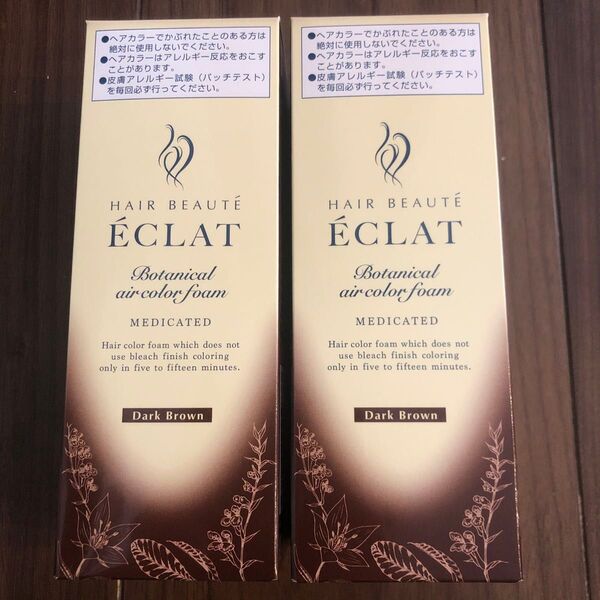 ●ヘアカラーでかぶれたことのある方は
絶対に使用しないでください。
●ヘアカラーはアレルギー反応をおこす
ことがあります。
●皮膚アレルギー試験（パッチテスト）
を毎回必ず行ってください。
HAIR BEAUTÉ
ÉCLAT
Botanical
air color foam
MEDICATED
Hair color foam which does not
use bleach finish coloring
only in five to fifteen minutes.
Dark Brown
●ヘアカラーでかぶれたことのある方は
絶対に使用しないでください。
●ヘアカラーはアレルギー反応をおこす
ことがあります。
●皮膚アレルギー試験（パッチテスト）
を毎回必ず行ってください。
HAIR BEAUTÉ
ÉCLAT
Botanical
air color foam
MEDICATED
Hair color foam which does not
use bleach finish coloring
only in five to fifteen minutes.
Dark Brown